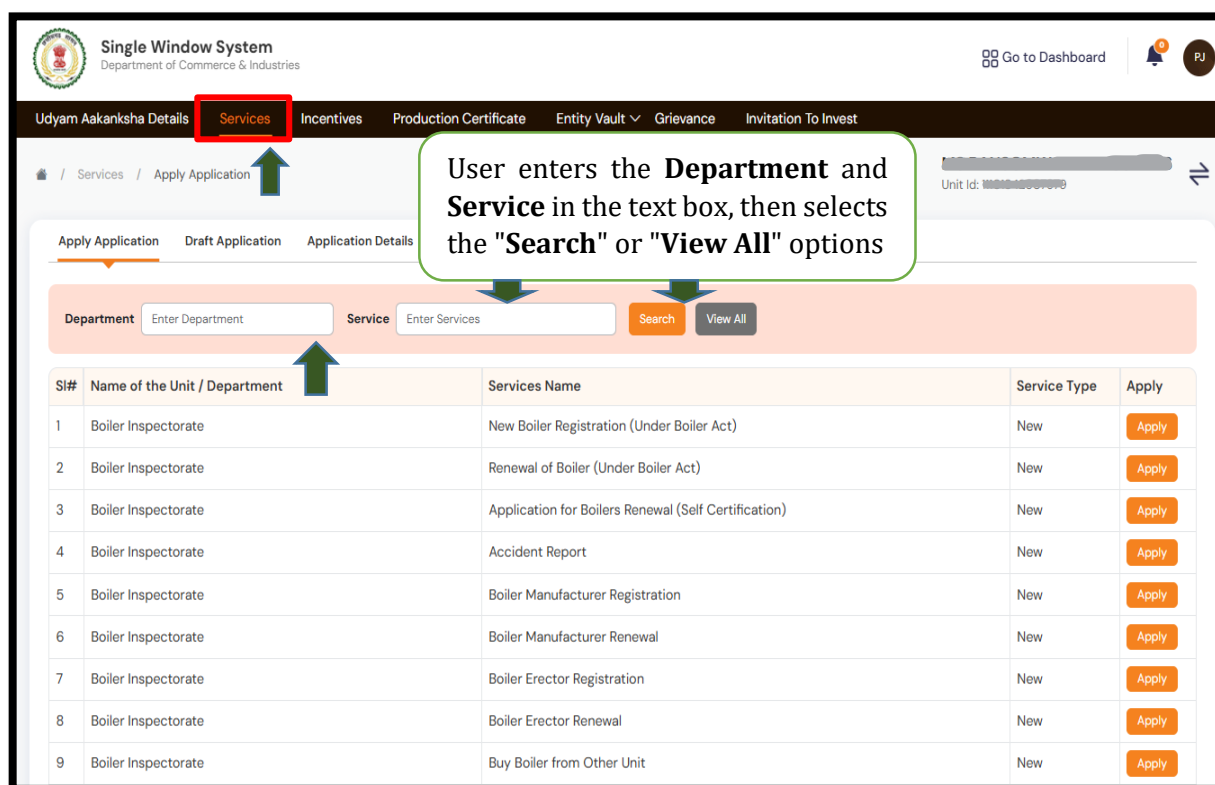 Single Window System
Department of Commerce & Industries
Go to Dashboard
0
PJ
Udyam Aakanksha Details Services Incentives Production Certificate Entity Vault Grievance Invitation To Invest
/ Services / Apply Application
Unit Id:
User enters the Department and
Service in the text box, then selects
the "Search" or "View All" options
Apply Application Draft Application Application Details
Department Enter Department Service Enter Services Search View All
Sl# Name of the Unit / Department Services Name Service Type Apply
1 Boiler Inspectorate New Boiler Registration (Under Boiler Act) New Apply
2 Boiler Inspectorate Renewal of Boiler (Under Boiler Act) New Apply
3 Boiler Inspectorate Application for Boilers Renewal (Self Certification) New Apply
4 Boiler Inspectorate Accident Report New Apply
5 Boiler Inspectorate Boiler Manufacturer Registration New Apply
6 Boiler Inspectorate Boiler Manufacturer Renewal New Apply
7 Boiler Inspectorate Boiler Erector Registration New Apply
8 Boiler Inspectorate Boiler Erector Renewal New Apply
9 Boiler Inspectorate Buy Boiler from Other Unit New Apply